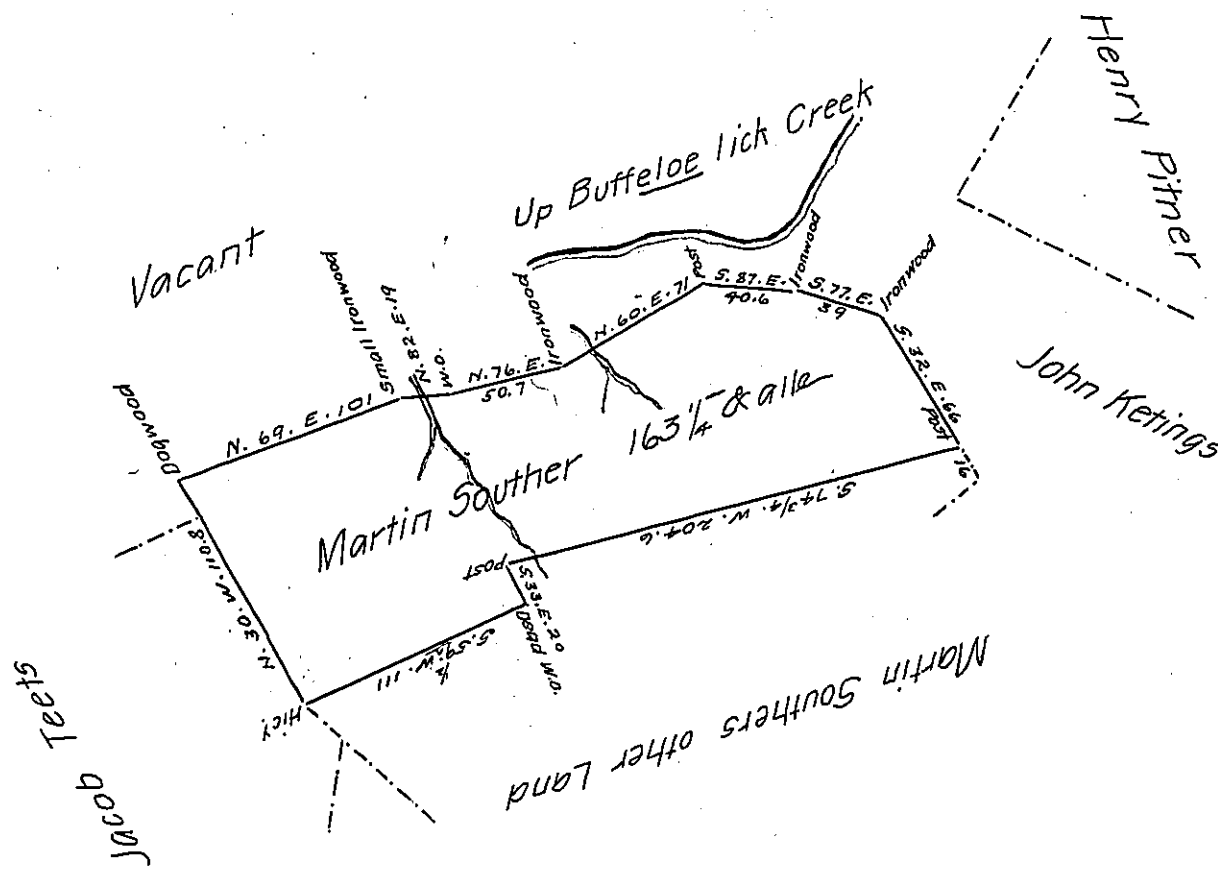 Henry Pitner
Up Buffeloe lick Creek
Vacant
John Ketings
Small Ironwood
N. 82. E. 19
W.O.
Ironwood
Post
Ironwood
Ironwood
Dogwood
N. 69. E. 101
N. 76. E.
50.7
N. 60. E. 71
S. 87. E.
40.6
S. 77. E.
39
S. 32. E. 66
Post
16
163 1/4 & alle
Martin Souther
S. 74 3/4. W. 204.6
Post
S. 33. E. 20
Dead W.O.
S. 59 1/2. W. 111
Hicy
N. 30. W. 110.8
Jacob Teets
Martin Southers other Land